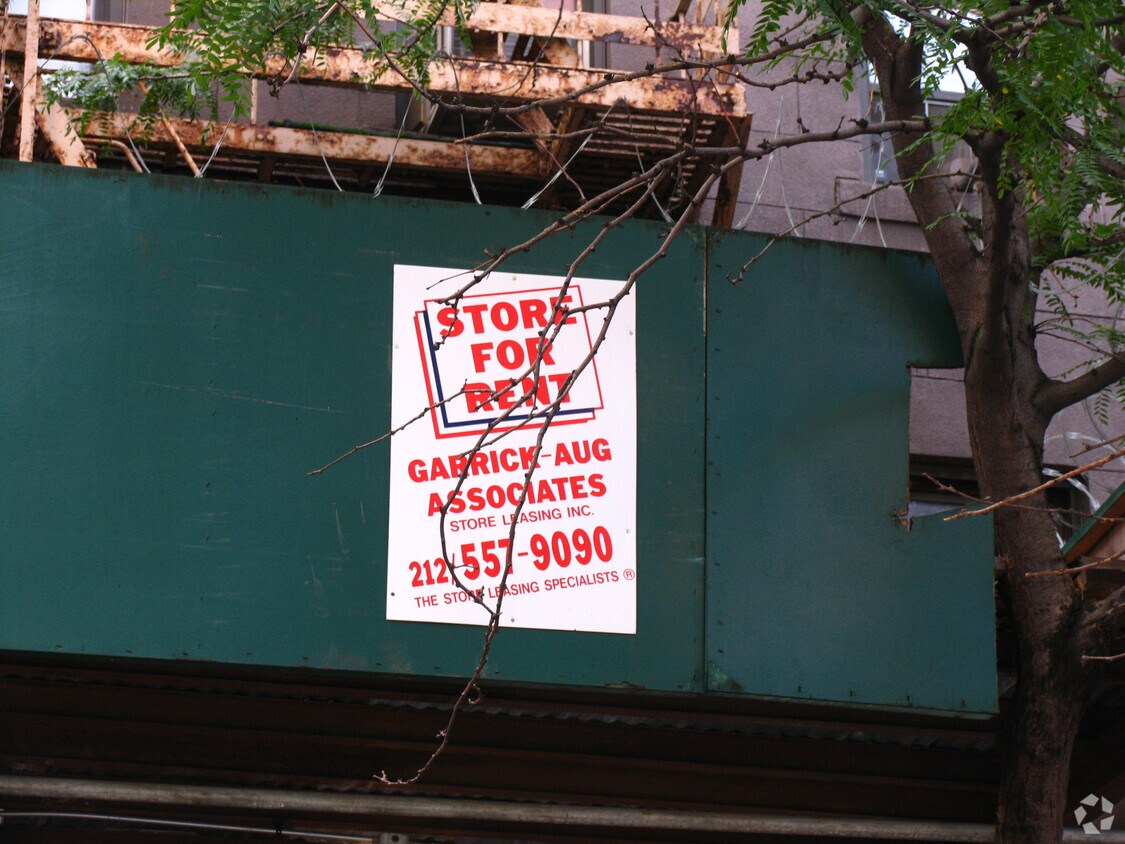 STORE
FOR
RENT
GARRICK-AUG
ASSOCIATES
STORE LEASING INC.
212/557-9090
THE STORE LEASING SPECIALISTS ®